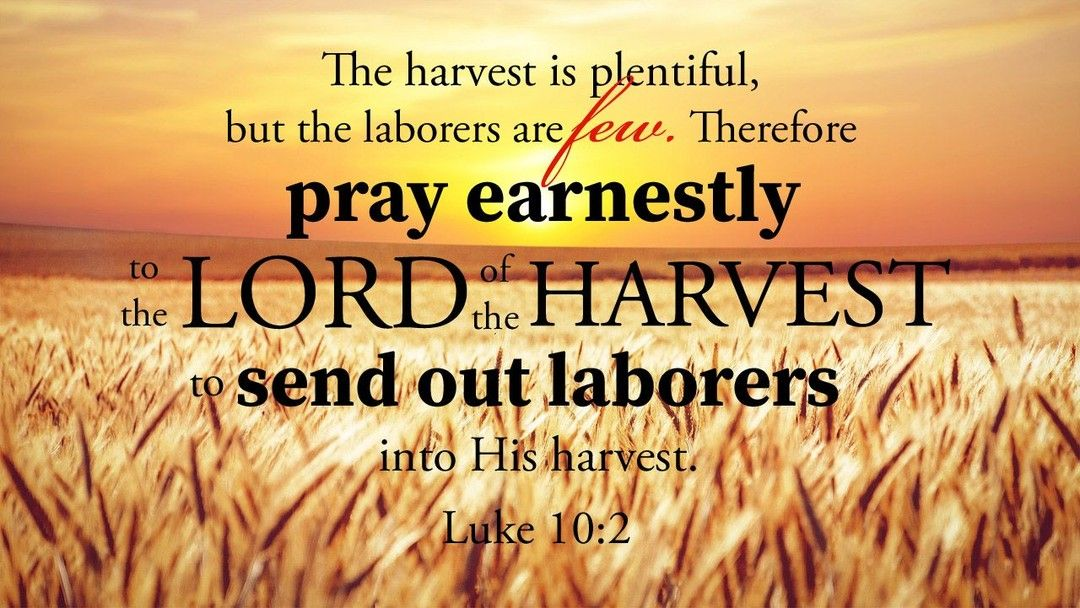 The harvest is plentiful,
but the laborers are few. Therefore
pray earnestly
to the LORD of the HARVEST
to send out laborers
into His harvest.
Luke 10:2